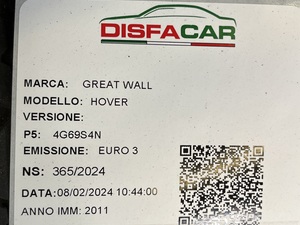 DISFACAR
MARCA: GREAT WALL
MODELLO: HOVER
VERSIONE:
P5: 4G69S4N
EMISSIONE: EURO 3
NS: 365/2024
DATA:08/02/2024 10:44:00
ANNO IMM: 2011